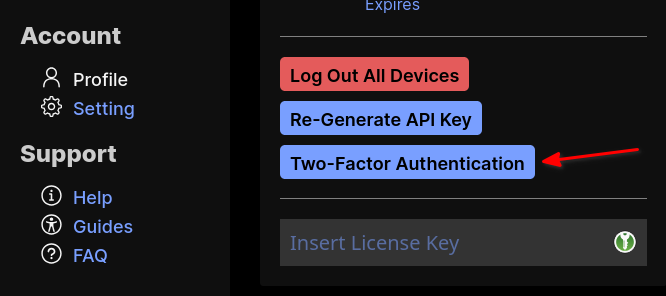 Account
Profile
Setting
Support
Help
Guides
FAQ
Expires
Log Out All Devices
Re-Generate API Key
Two-Factor Authentication
Insert License Key